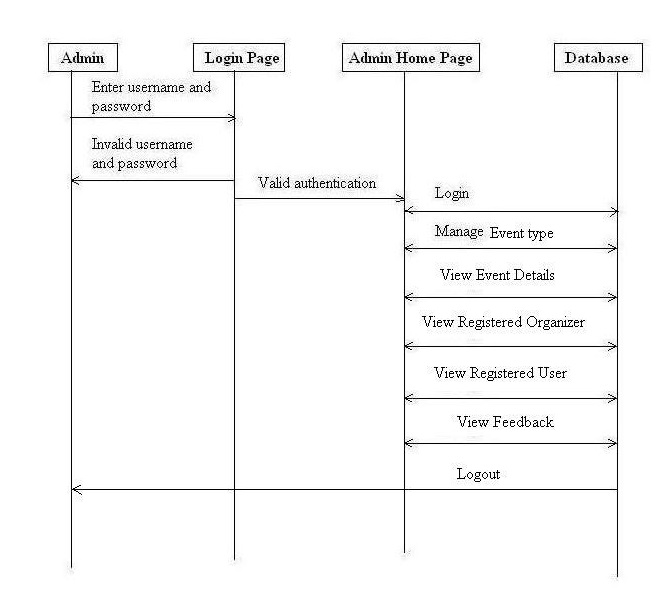 Admin
Login Page
Admin Home Page
Database
Enter username and
password
Invalid username
and password
Valid authentication
Login
Manage Event type
View Event Details
View Registered Organizer
View Registered User
View Feedback
Logout